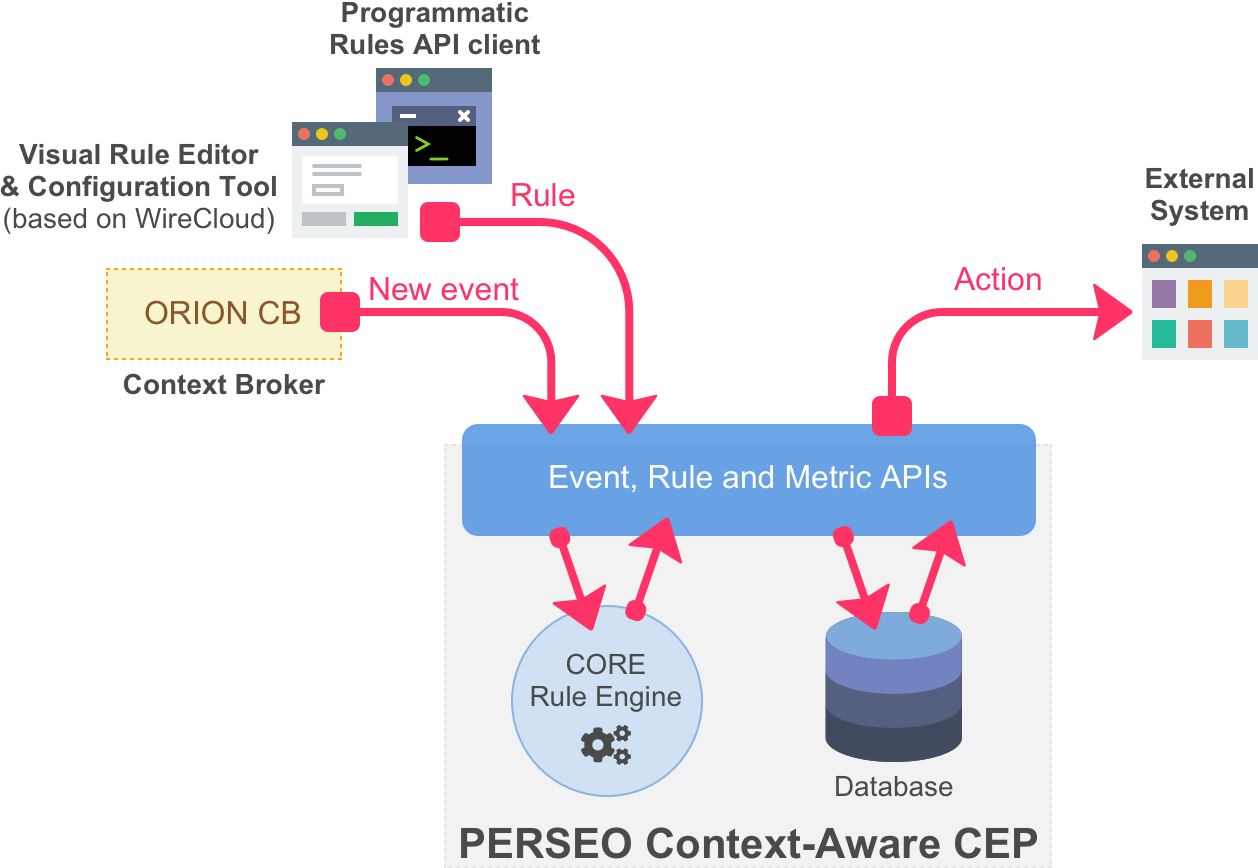 Programmatic
Rules API client
Visual Rule Editor
& Configuration Tool
(based on WireCloud)
>_
Rule
External
System
New event
Action
ORION CB
Context Broker
Event, Rule and Metric APIs
CORE
Rule Engine
Database
PERSEO Context-Aware CEP